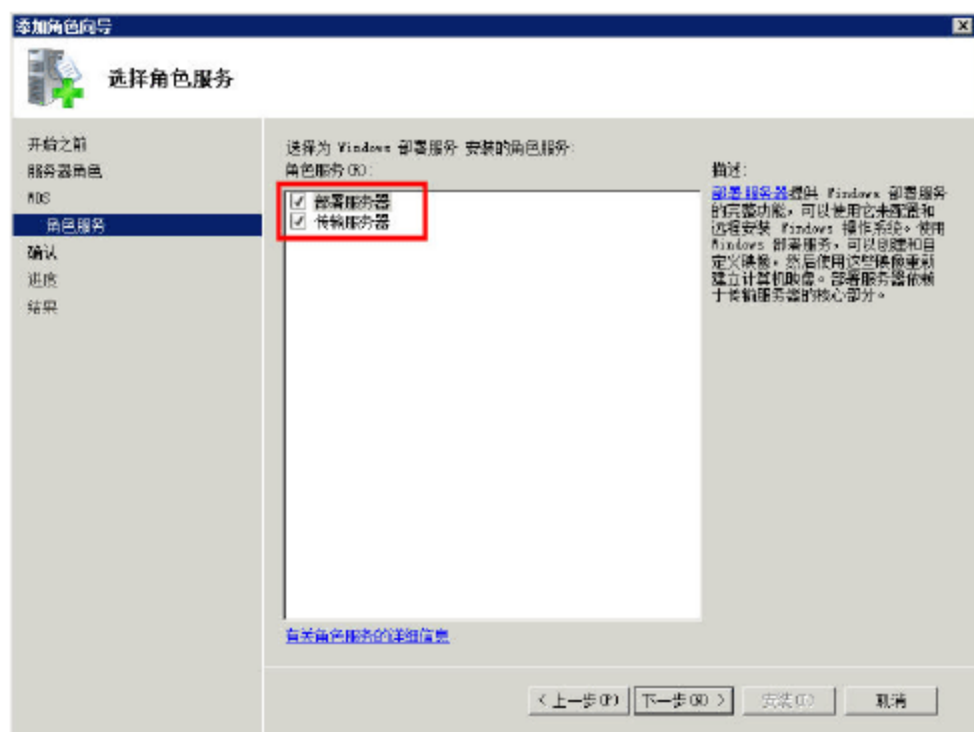 添加角色向导
选择角色服务
开始之前
服务器角色
WDS
角色服务
确认
进度
结果
选择为 Windows 部署服务 安装的角色服务:
角色服务(R):
部署服务器
传输服务器
有关角色服务的详细信息
描述:
部署服务器提供 Windows 部署服务
的完整功能，可以使用它来配置和
远程安装 Windows 操作系统。使用
Windows 部署服务，可以创建和自
定义映像，然后使用这些映像重新
建立计算机映像。部署服务器依赖
于传输服务器的核心部分。
< 上一步(P)
下一步(N) >
安装(I)
取消